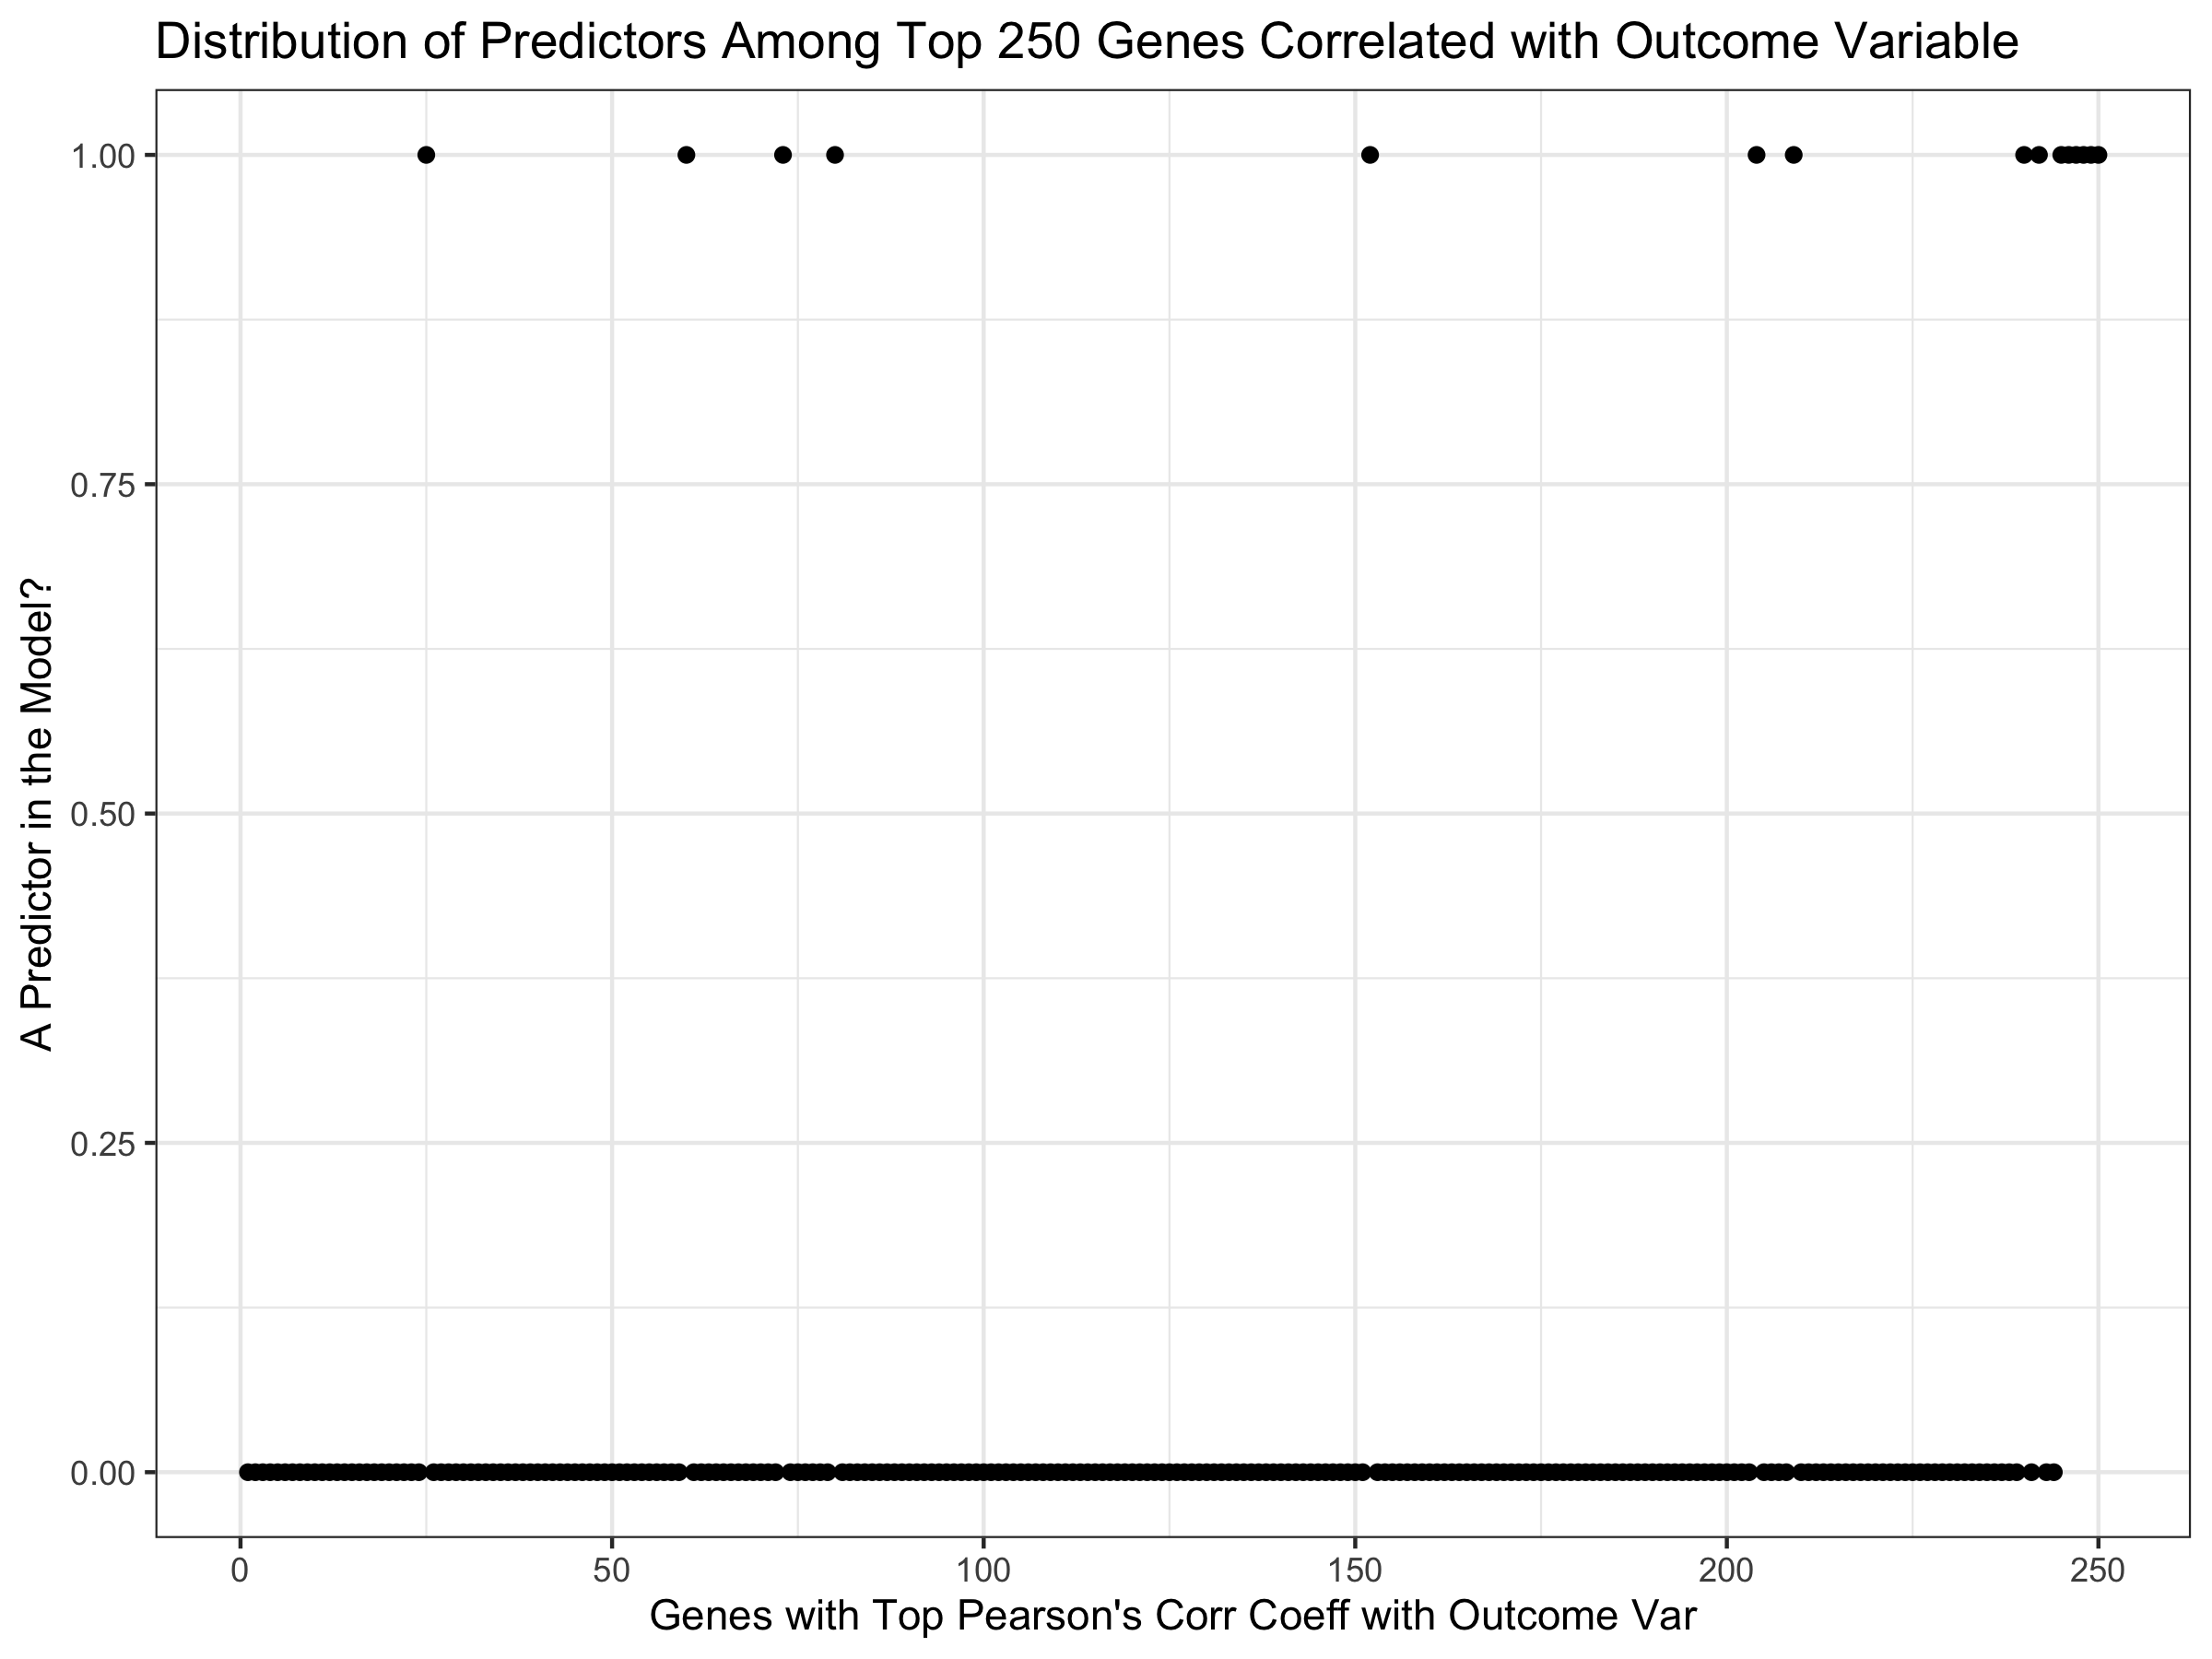 Distribution of Predictors Among Top 250 Genes Correlated with Outcome Variable
A Predictor in the Model?
1.00
0.75
0.50
0.25
0.00
0 50 100 150 200 250
Genes with Top Pearson's Corr Coeff with Outcome Var